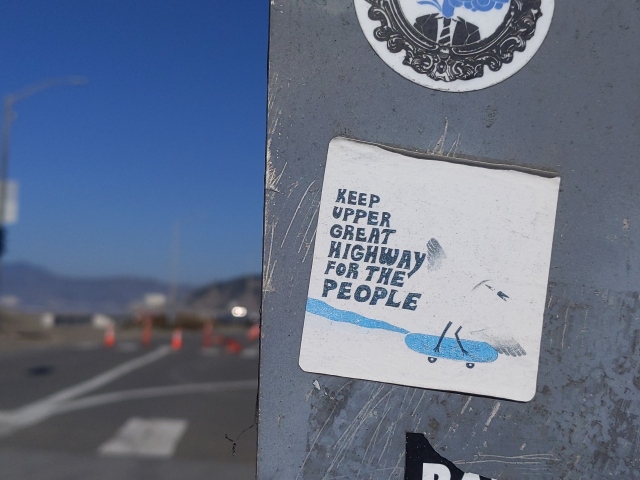 KEEP
UPPER
GREAT
HIGHWAY
FOR THE
PEOPLE